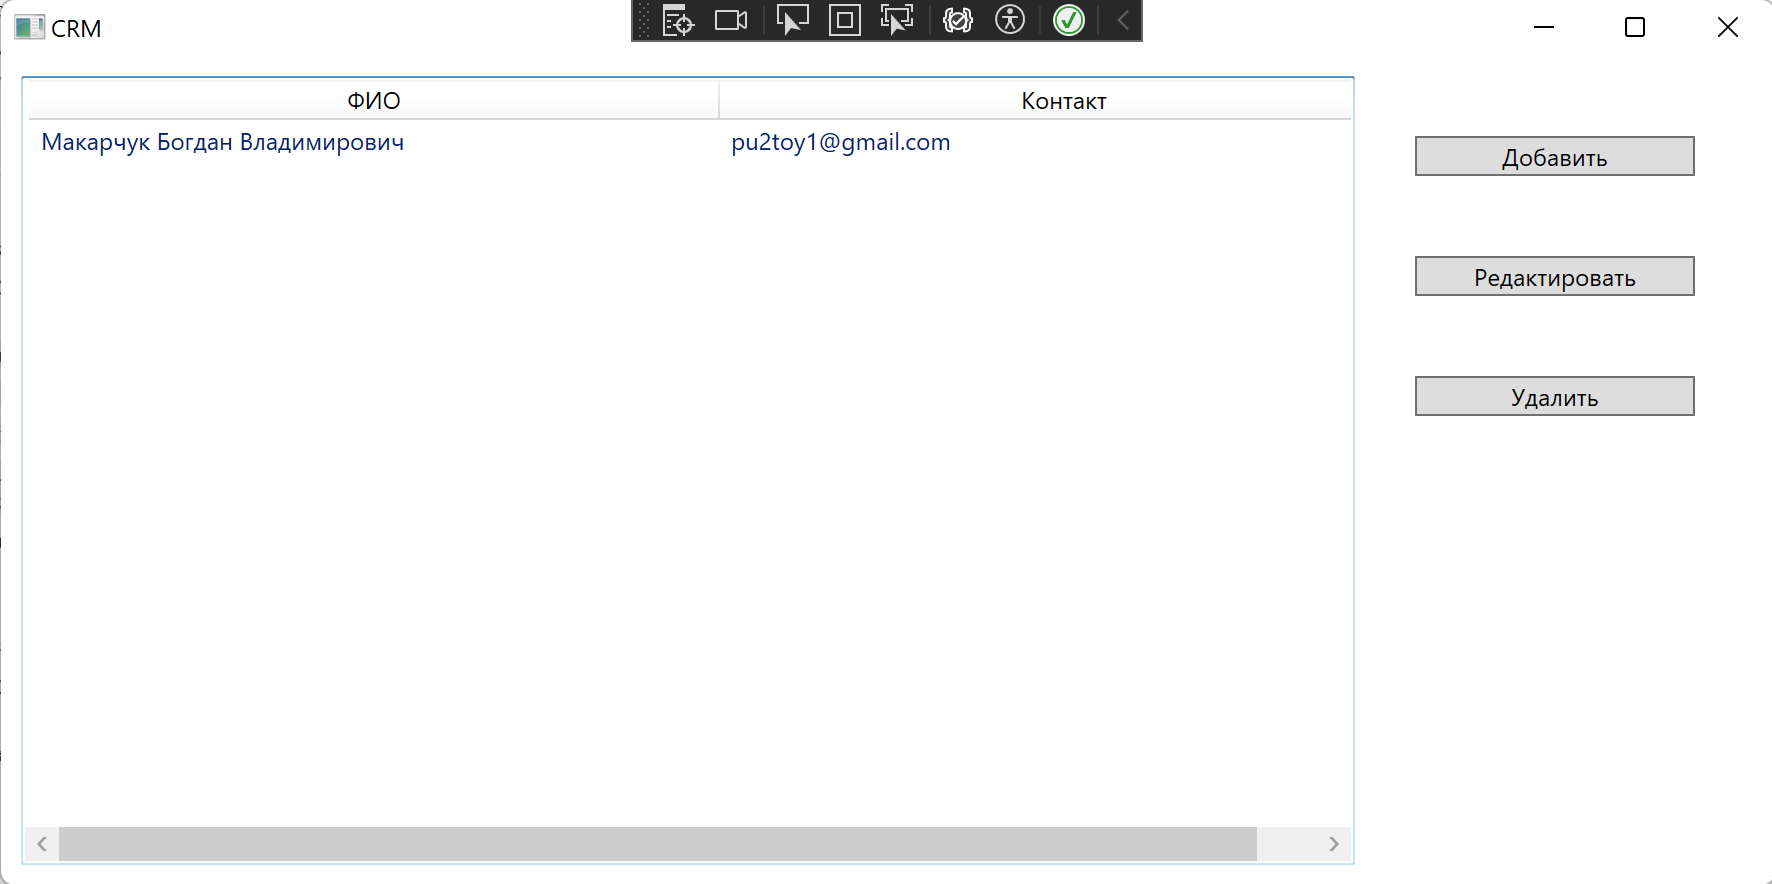 CRM
ФИО Контакт
Макарчук Богдан Владимирович pu2toy1@gmail.com
Добавить
Редактировать
Удалить